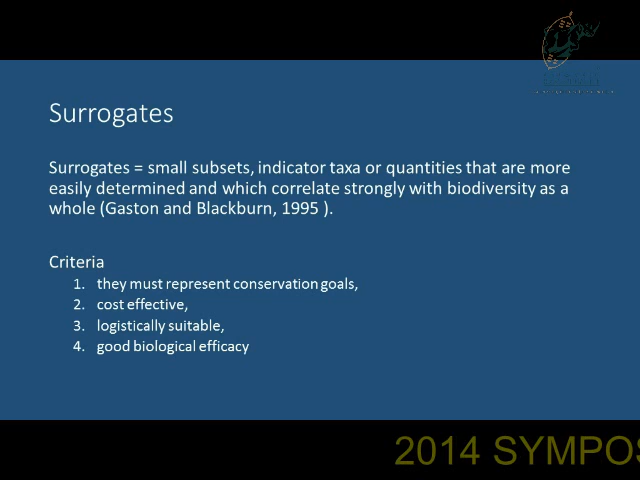 Surrogates
Surrogates = small subsets, indicator taxa or quantities that are more
easily determined and which correlate strongly with biodiversity as a
whole (Gaston and Blackburn, 1995 ).
Criteria
1. they must represent conservation goals,
2. cost effective,
3. logistically suitable,
4. good biological efficacy
2014 SYMPOS